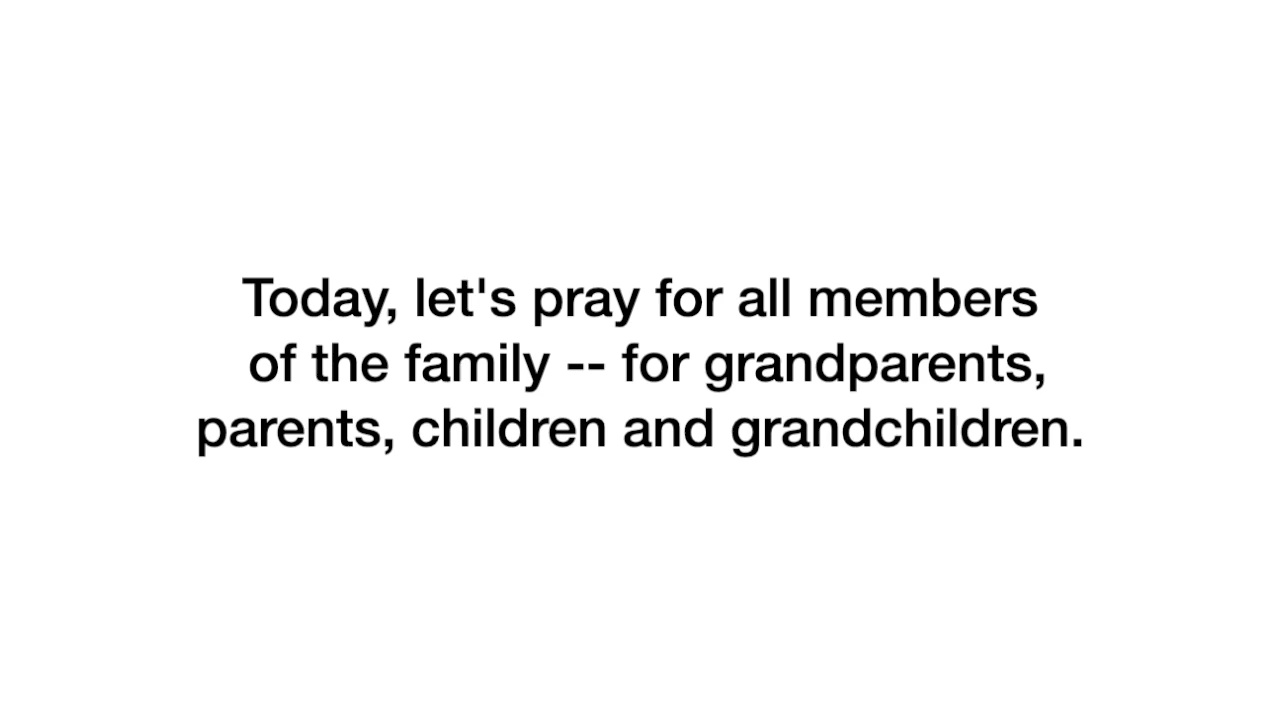 Today, let's pray for all members
of the family -- for grandparents,
parents, children and grandchildren.